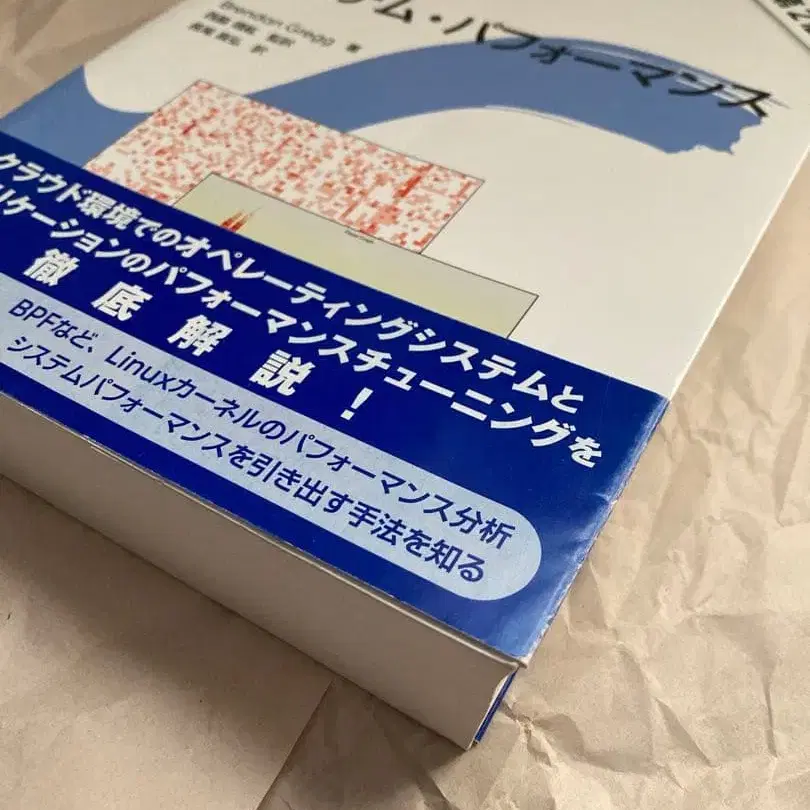 テム・パフォーマンス
Brendan Gregg 著
訳
クラウド環境でのオペレーティングシステムと
リケーションのパフォーマンスチューニングを
徹底解説！
BPFなど、Linuxカーネルのパフォーマンス分析
システムパフォーマンスを引き出す手法を知る